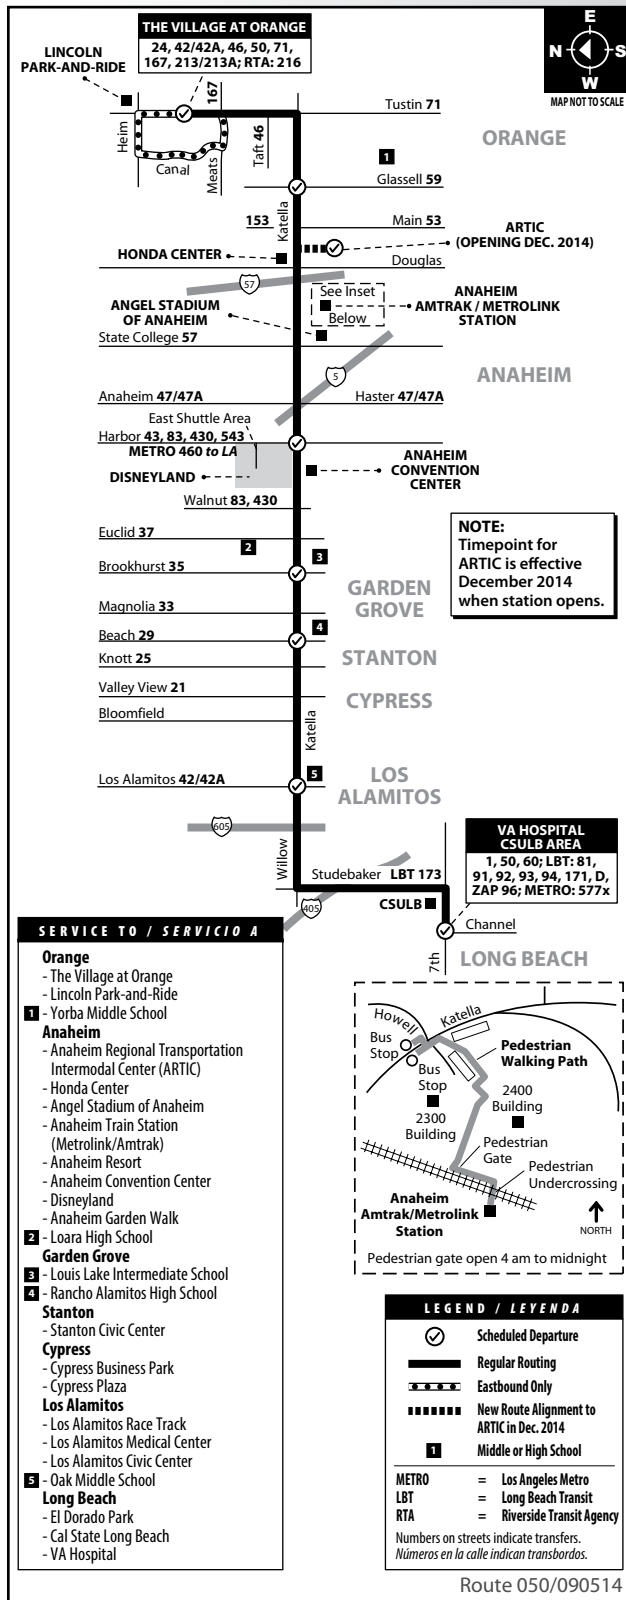 THE VILLAGE AT ORANGE
24, 42/42A, 46, 50, 71,
167, 213/213A; RTA: 216
E
N
S
W
MAP NOT TO SCALE
LINCOLN
PARK-AND-RIDE
167
Tustin 71
Heim
Canal
Meats
Taft 46
ORANGE
1
Glassell 59
Katella
153
Main 53
ARTIC
(OPENING DEC. 2014)
HONDA CENTER
Douglas
57
See Inset
Below
ANAHEIM
AMTRAK / METROLINK
STATION
ANGEL STADIUM
OF ANAHEIM
State College 57
5
ANAHEIM
Anaheim 47/47A
Haster 47/47A
East Shuttle Area
Harbor 43, 83, 430, 543
METRO 460 to LA
DISNEYLAND
ANAHEIM
CONVENTION
CENTER
Walnut 83, 430
Euclid 37
2
3
Brookhurst 35
GARDEN
GROVE
NOTE:
Timepoint for
ARTIC is effective
December 2014
when station opens.
Magnolia 33
4
Beach 29
STANTON
Knott 25
Valley View 21
CYPRESS
Bloomfield
Katella
Los Alamitos 42/42A
5
LOS
ALAMITOS
605
Willow
Studebaker LBT 173
405
CSULB
VA HOSPITAL
CSULB AREA
1, 50, 60; LBT: 81,
91, 92, 93, 94, 171, D,
ZAP 96; METRO: 577x
Channel
7th
LONG BEACH
SERVICE TO / SERVICIO A
Orange
- The Village at Orange
- Lincoln Park-and-Ride
1 - Yorba Middle School
Anaheim
- Anaheim Regional Transportation
Intermodal Center (ARTIC)
- Honda Center
- Angel Stadium of Anaheim
- Anaheim Train Station
(Metrolink/Amtrak)
- Anaheim Resort
- Anaheim Convention Center
- Disneyland
- Anaheim Garden Walk
2 - Loara High School
Garden Grove
3 - Louis Lake Intermediate School
4 - Rancho Alamitos High School
Stanton
- Stanton Civic Center
Cypress
- Cypress Business Park
- Cypress Plaza
Los Alamitos
- Los Alamitos Race Track
- Los Alamitos Medical Center
- Los Alamitos Civic Center
5 - Oak Middle School
Long Beach
- El Dorado Park
- Cal State Long Beach
- VA Hospital
Howell
Katella
Bus
Stop
Bus
Stop
Pedestrian
Walking Path
2300
Building
2400
Building
Pedestrian
Gate
Pedestrian
Undercrossing
Anaheim
Amtrak/Metrolink
Station
NORTH
Pedestrian gate open 4 am to midnight
LEGEND / LEYENDA
Scheduled Departure
Regular Routing
Eastbound Only
New Route Alignment to
ARTIC in Dec. 2014
1 Middle or High School
METRO = Los Angeles Metro
LBT = Long Beach Transit
RTA = Riverside Transit Agency
Numbers on streets indicate transfers.
Números en la calle indican transbordos.
Route 050/090514